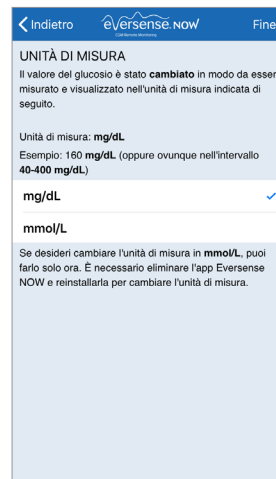 Indietro
eversense. NOW
CGM Remote Monitoring
Fine
UNITÀ DI MISURA
Il valore del glucosio è stato cambiato in modo da esser
misurato e visualizzato nell'unità di misura indicata di
seguito.
Unità di misura: mg/dL
Esempio: 160 mg/dL (oppure ovunque nell'intervallo
40-400 mg/dL)
mg/dL
mmol/L
Se desideri cambiare l'unità di misura in mmol/L, puoi
farlo solo ora. È necessario eliminare l'app Eversense
NOW e reinstallarla per cambiare l'unità di misura.